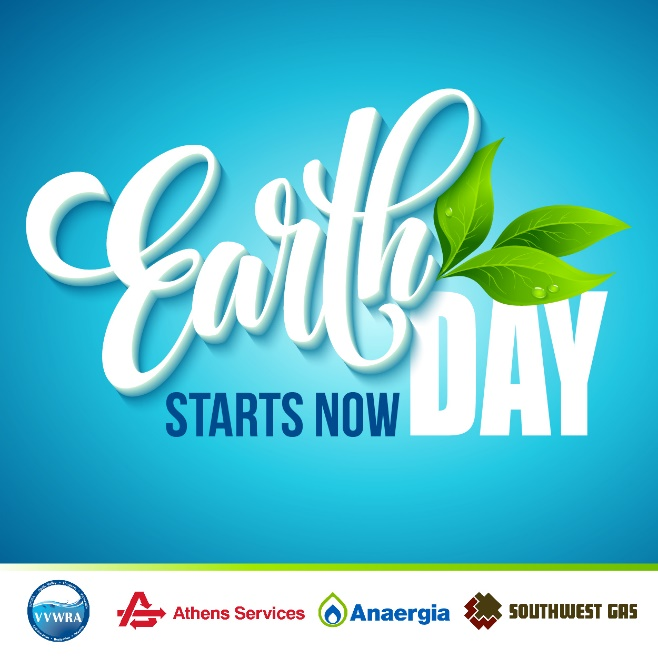 Earth
DAY
STARTS NOW
VVWRA
Athens Services
Anaergia
SOUTHWEST GAS